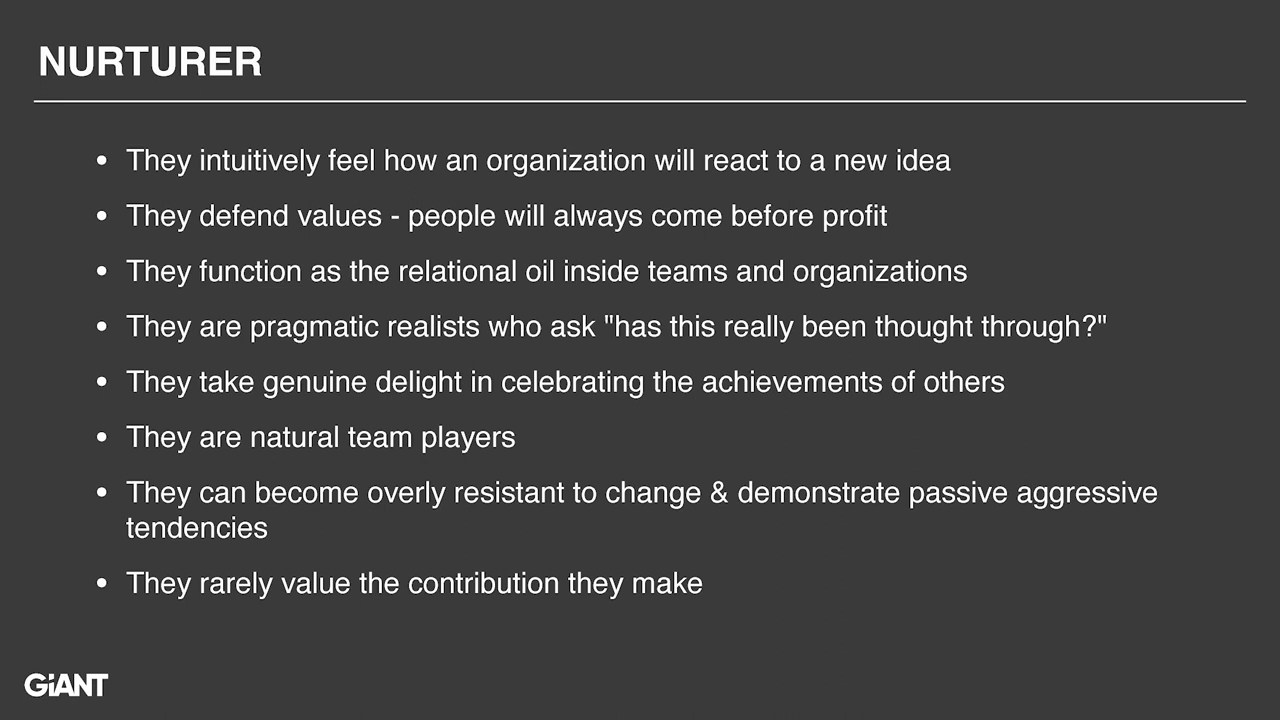 NURTURER
• They intuitively feel how an organization will react to a new idea
• They defend values - people will always come before profit
• They function as the relational oil inside teams and organizations
• They are pragmatic realists who ask "has this really been thought through?"
• They take genuine delight in celebrating the achievements of others
• They are natural team players
• They can become overly resistant to change & demonstrate passive aggressive
tendencies
• They rarely value the contribution they make
GiANT